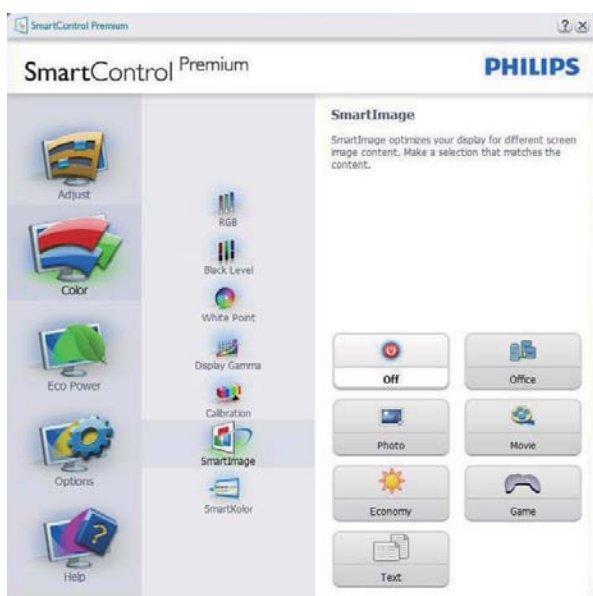 SmartControl Premium
SmartControl Premium
PHILIPS
Adjust
Color
Eco Power
Options
Help
RGB
Black Level
White Point
Display Gamma
Calibration
SmartImage
SmartKolor
SmartImage
SmartImage optimizes your display for different screen
image content. Make a selection that matches the
content.
Off
Office
Photo
Movie
Economy
Game
Text